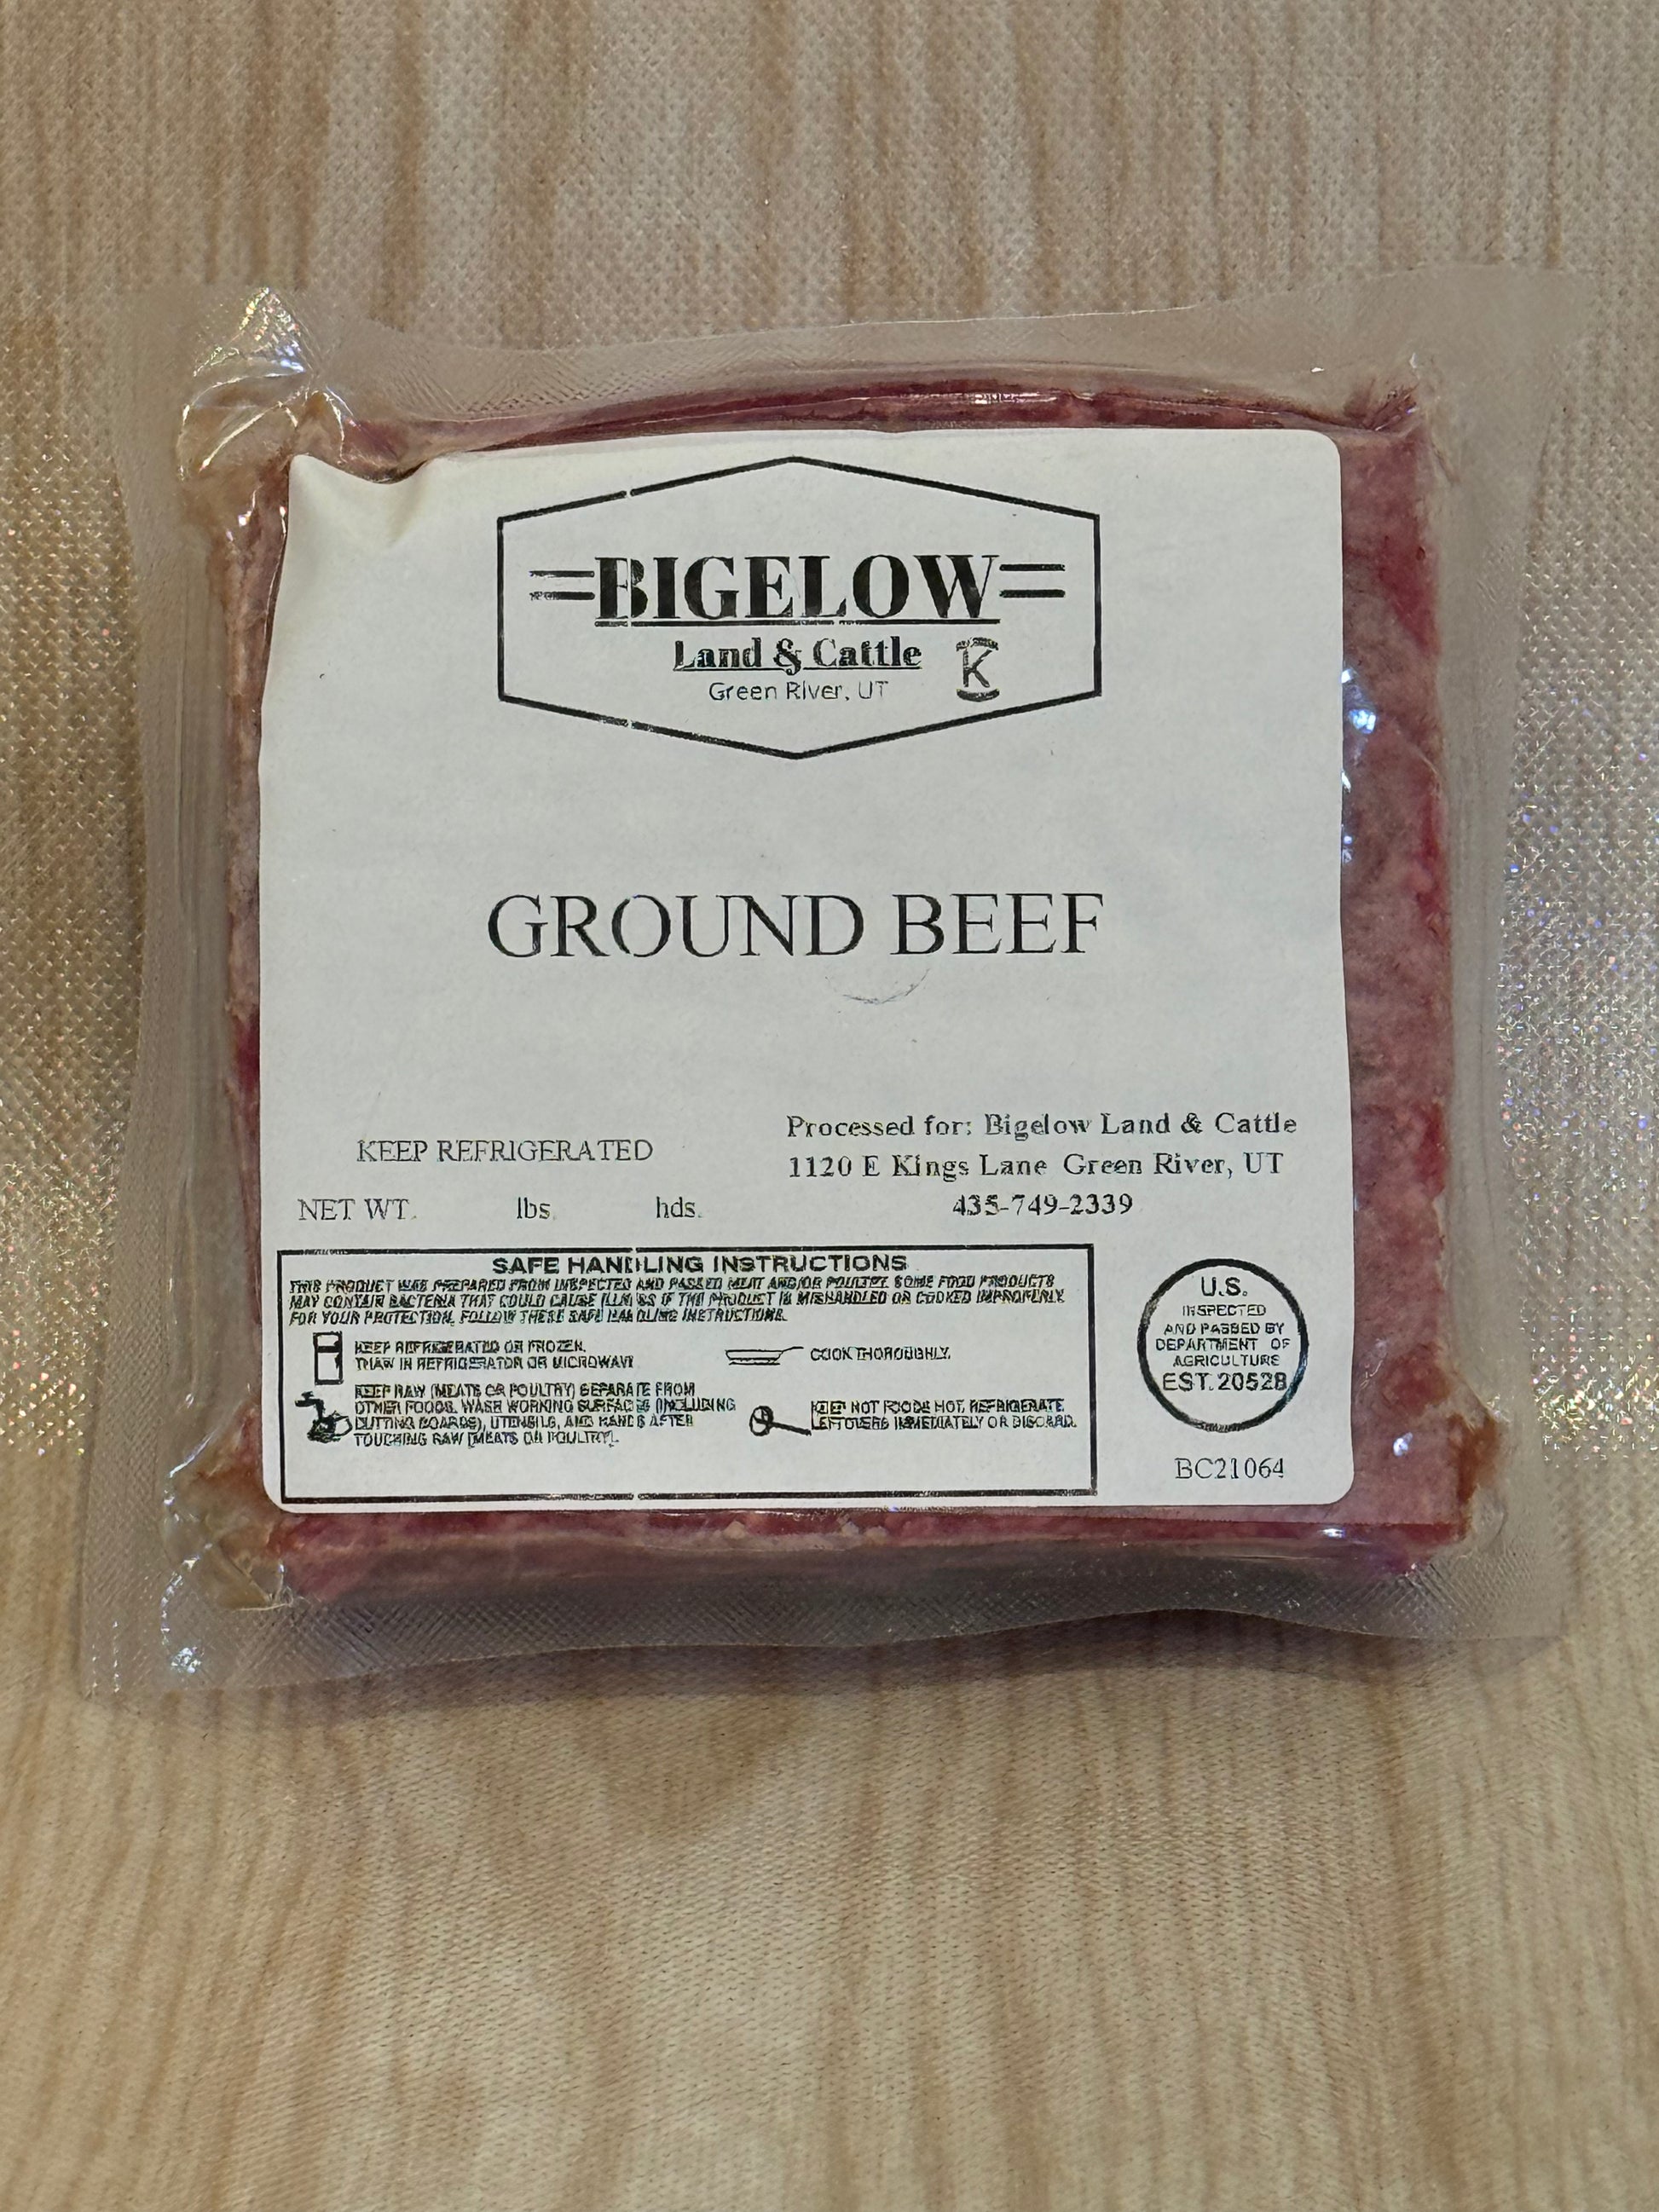 BIGELOW
Land & Cattle K
Green River, UT
GROUND BEEF
KEEP REFRIGERATED
NET WT. lbs. hds.
Processed for: Bigelow Land & Cattle
1120 E Kings Lane Green River, UT
435-749-2339
SAFE HANDLING INSTRUCTIONS
THIS PRODUCT WAS PREPARED FROM INSPECTED AND PASSED MEAT AND/OR POULTRY. SOME FOOD PRODUCTS
MAY CONTAIN BACTERIA THAT COULD CAUSE ILLNESS IF THE PRODUCT IS MISHANDLED OR COOKED IMPROPERLY.
FOR YOUR PROTECTION, FOLLOW THESE SAFE HANDLING INSTRUCTIONS.
KEEP REFRIGERATED OR FROZEN.
THAW IN REFRIGERATOR OR MICROWAVE
KEEP RAW (MEATS OR POULTRY) SEPARATE FROM
OTHER FOODS. WASH WORKING SURFACES (INCLUDING
CUTTING BOARDS), UTENSILS, AND HANDS AFTER
TOUCHING RAW (MEATS OR POULTRY).
COOK THOROUGHLY.
KEEP HOT FOODS HOT. REFRIGERATE
LEFTOVERS IMMEDIATELY OR DISCARD.
U.S.
INSPECTED
AND PASSED BY
DEPARTMENT OF
AGRICULTURE
EST. 20528
BC21064